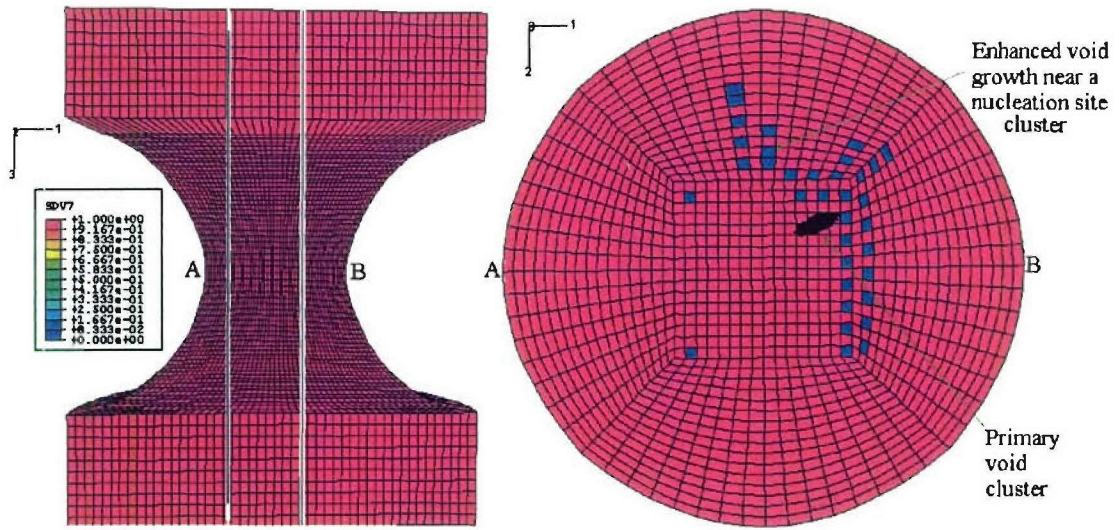 1
3
SDV7
+1.000e+00
+9.167e-01
+8.333e-01
+7.500e-01
+6.667e-01
+5.833e-01
+5.000e-01
+4.167e-01
+3.333e-01
+2.500e-01
+1.667e-01
+8.333e-02
+0.000e+00
A
B
1
2
Enhanced void
growth near a
nucleation site
cluster
A
B
Primary
void
cluster